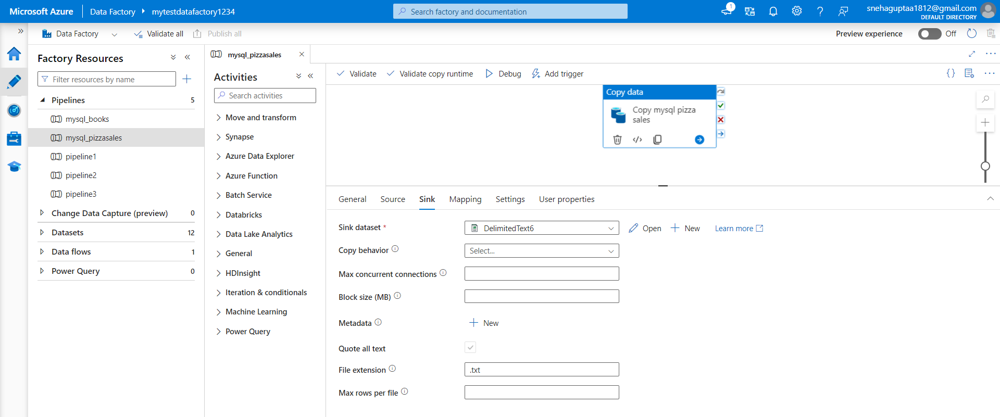 Microsoft Azure
Data Factory
mytestdatafactory1234
Search factory and documentation
1
snehaguptaa1812@gmail.com
DEFAULT DIRECTORY
Data Factory
Validate all
Publish all
Preview experience
Off
Factory Resources
Filter resources by name
Pipelines 5
mysql_books
mysql_pizzasales
pipeline1
pipeline2
pipeline3
Change Data Capture (preview) 0
Datasets 12
Data flows 1
Power Query 0
mysql_pizzasales
Activities
Search activities
Move and transform
Synapse
Azure Data Explorer
Azure Function
Batch Service
Databricks
Data Lake Analytics
General
HDInsight
Iteration & conditionals
Machine Learning
Power Query
Validate
Validate copy runtime
Debug
Add trigger
Copy data
Copy mysql pizza
sales
General
Source
Sink
Mapping
Settings
User properties
Sink dataset *
DelimitedText6
Open
New
Learn more
Copy behavior
Select...
Max concurrent connections
Block size (MB)
Metadata
New
Quote all text
File extension
.txt
Max rows per file